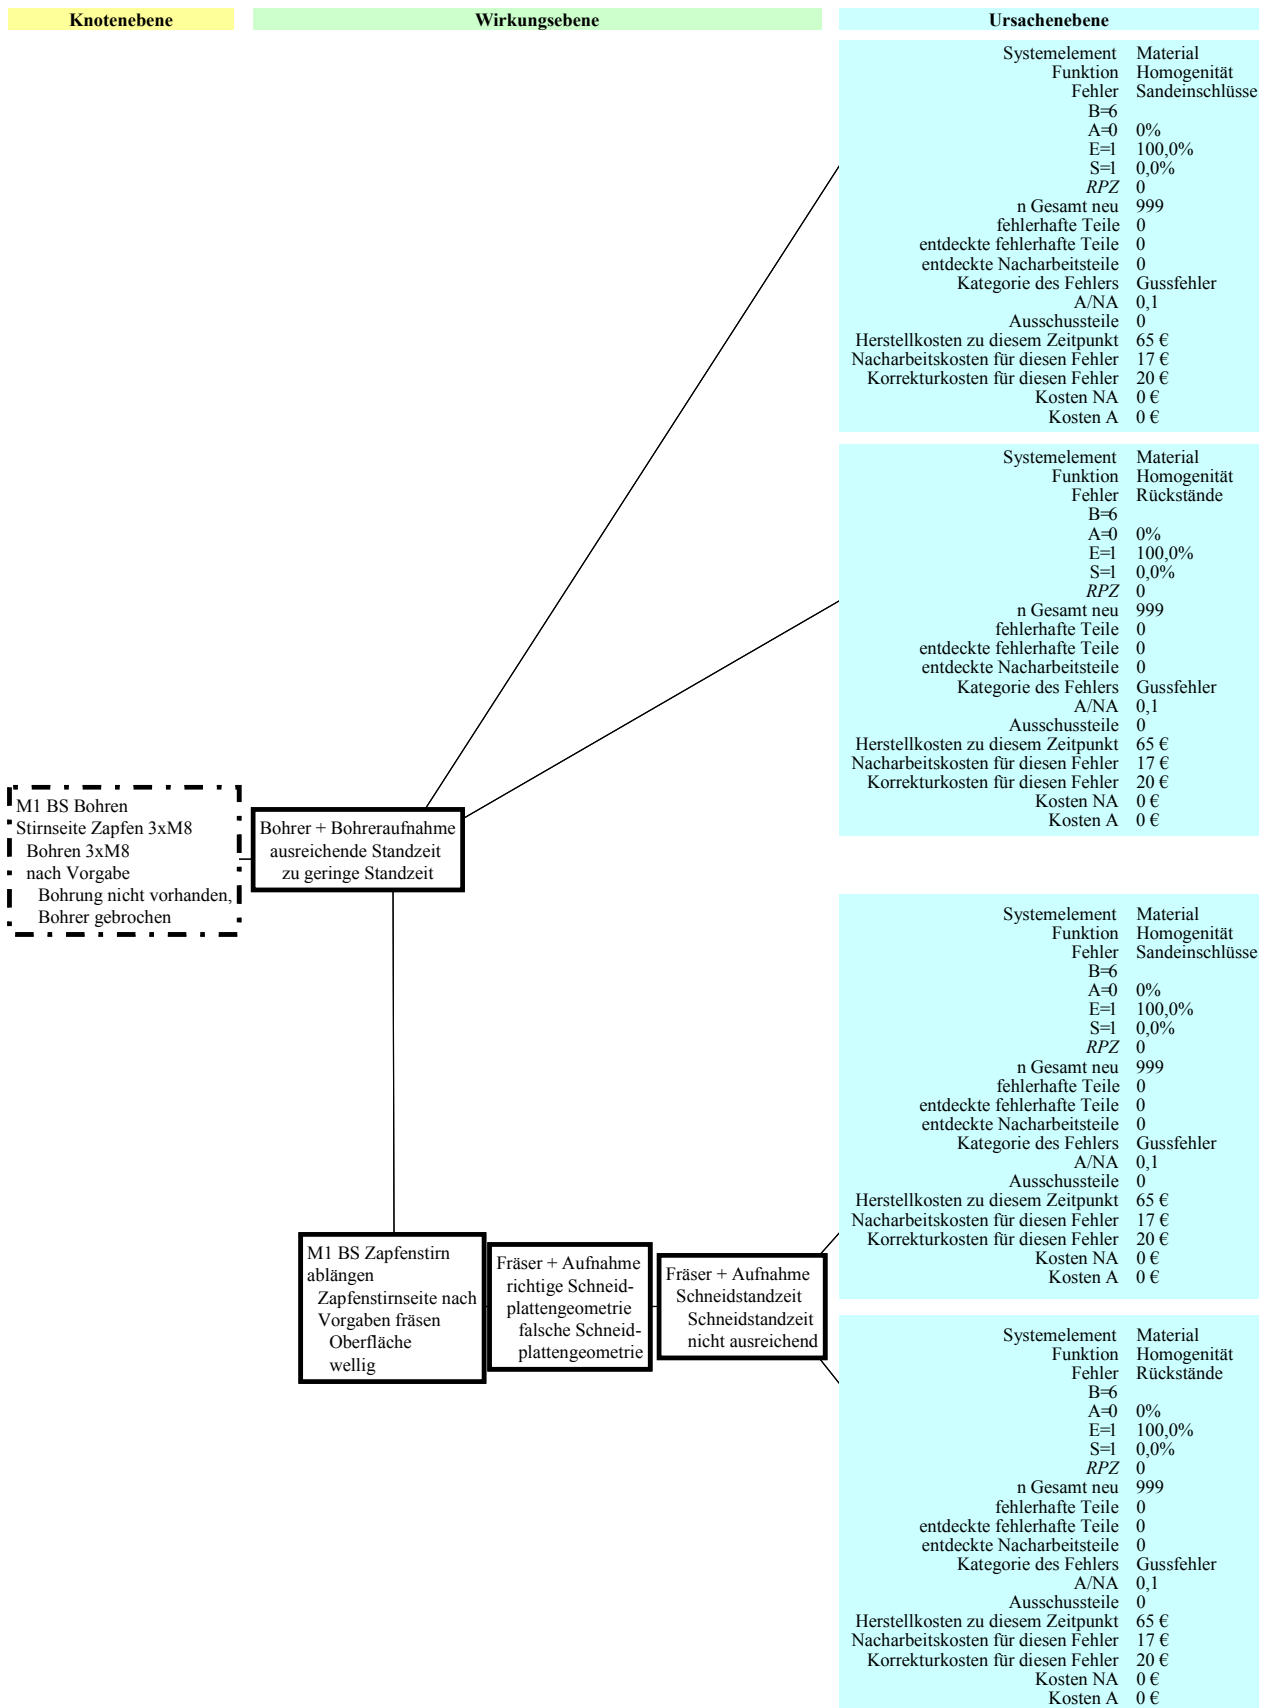 Knotenebene Wirkungsebene Ursachenebene
Systemelement Material
Funktion Homogenität
Fehler Sandeinschlüsse
B=6
A=0 0%
E=1 100,0%
S=1 0,0%
RPZ 0
n Gesamt neu 999
fehlerhafte Teile 0
entdeckte fehlerhafte Teile 0
entdeckte Nacharbeitsteile 0
Kategorie des Fehlers Gussfehler
A/NA 0,1
Ausschussteile 0
Herstellkosten zu diesem Zeitpunkt 65 €
Nacharbeitskosten für diesen Fehler 17 €
Korrekturkosten für diesen Fehler 20 €
Kosten NA 0 €
Kosten A 0 €
Systemelement Material
Funktion Homogenität
Fehler Rückstände
B=6
A=0 0%
E=1 100,0%
S=1 0,0%
RPZ 0
n Gesamt neu 999
fehlerhafte Teile 0
entdeckte fehlerhafte Teile 0
entdeckte Nacharbeitsteile 0
Kategorie des Fehlers Gussfehler
A/NA 0,1
Ausschussteile 0
Herstellkosten zu diesem Zeitpunkt 65 €
Nacharbeitskosten für diesen Fehler 17 €
Korrekturkosten für diesen Fehler 20 €
Kosten NA 0 €
Kosten A 0 €
M1 BS Bohren
Stirnseite Zapfen 3xM8
Bohren 3xM8
nach Vorgabe
Bohrung nicht vorhanden,
Bohrer gebrochen
Bohrer + Bohreraufnahme
ausreichende Standzeit
zu geringe Standzeit
Systemelement Material
Funktion Homogenität
Fehler Sandeinschlüsse
B=6
A=0 0%
E=1 100,0%
S=1 0,0%
RPZ 0
n Gesamt neu 999
fehlerhafte Teile 0
entdeckte fehlerhafte Teile 0
entdeckte Nacharbeitsteile 0
Kategorie des Fehlers Gussfehler
A/NA 0,1
Ausschussteile 0
Herstellkosten zu diesem Zeitpunkt 65 €
Nacharbeitskosten für diesen Fehler 17 €
Korrekturkosten für diesen Fehler 20 €
Kosten NA 0 €
Kosten A 0 €
M1 BS Zapfenstirn
ablängen
Zapfenstirnseite nach
Vorgaben fräsen
Oberfläche
wellig
Fräser + Aufnahme
richtige Schneid-
plattengeometrie
falsche Schneid-
plattengeometrie
Fräser + Aufnahme
Schneidstandzeit
Schneidstandzeit
nicht ausreichend
Systemelement Material
Funktion Homogenität
Fehler Rückstände
B=6
A=0 0%
E=1 100,0%
S=1 0,0%
RPZ 0
n Gesamt neu 999
fehlerhafte Teile 0
entdeckte fehlerhafte Teile 0
entdeckte Nacharbeitsteile 0
Kategorie des Fehlers Gussfehler
A/NA 0,1
Ausschussteile 0
Herstellkosten zu diesem Zeitpunkt 65 €
Nacharbeitskosten für diesen Fehler 17 €
Korrekturkosten für diesen Fehler 20 €
Kosten NA 0 €
Kosten A 0 €